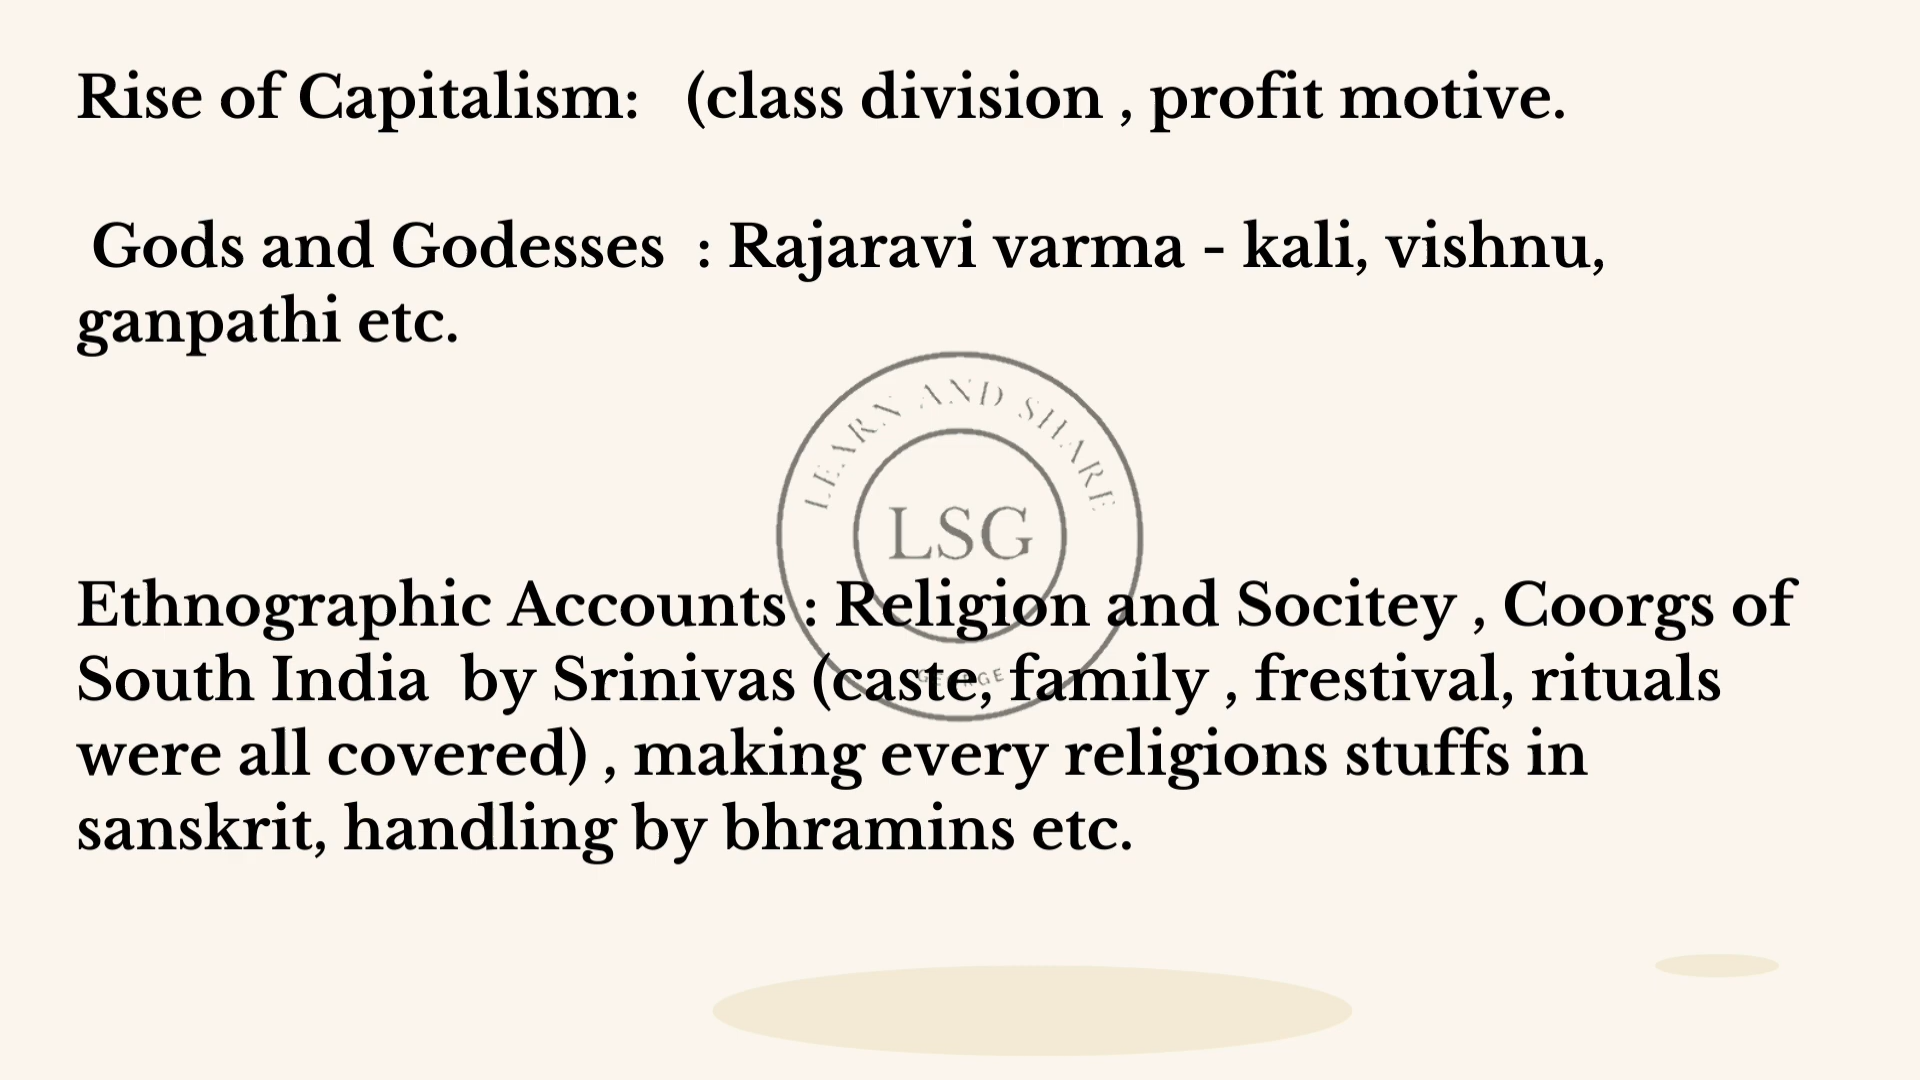 Rise of Capitalism: (class division , profit motive.
Gods and Godesses : Rajaravi varma - kali, vishnu,
ganpathi etc.
LEARN AND SHARE
LSG
Ethnographic Accounts : Religion and Socitey , Coorgs of
South India by Srinivas (caste, family , frestival, rituals
were all covered) , making every religions stuffs in
sanskrit, handling by bhramins etc.